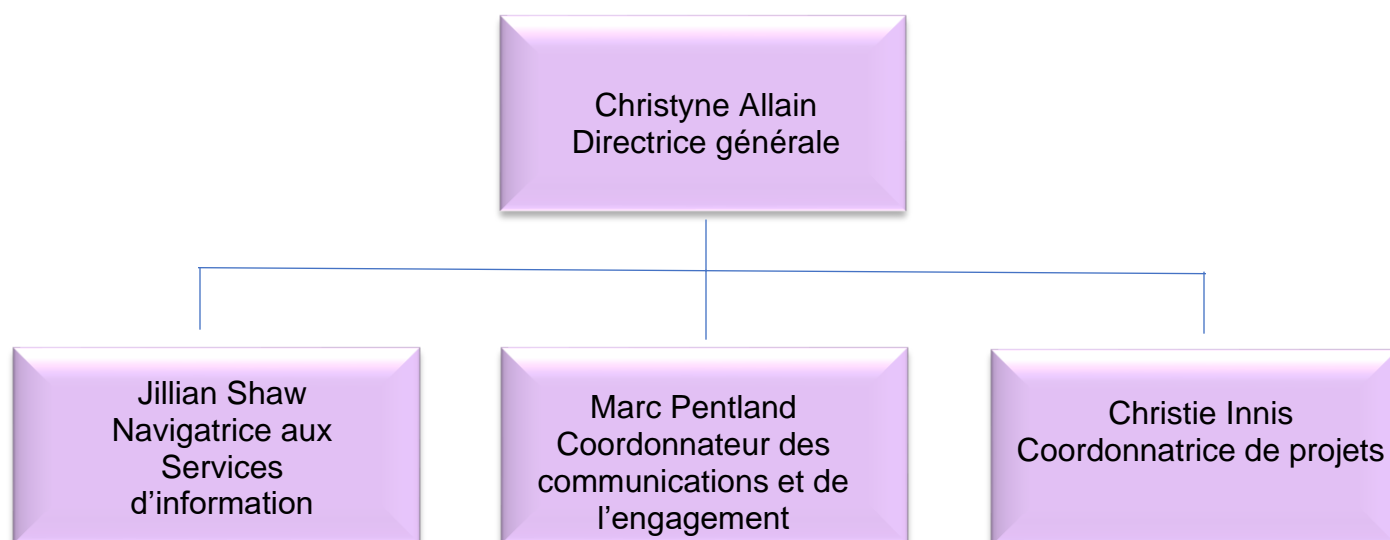 Christyne Allain
Directrice générale
Jillian Shaw
Navigatrice aux
Services
d’information
Marc Pentland
Coordonnateur des
communications et de
l’engagement
Christie Innis
Coordonnatrice de projets